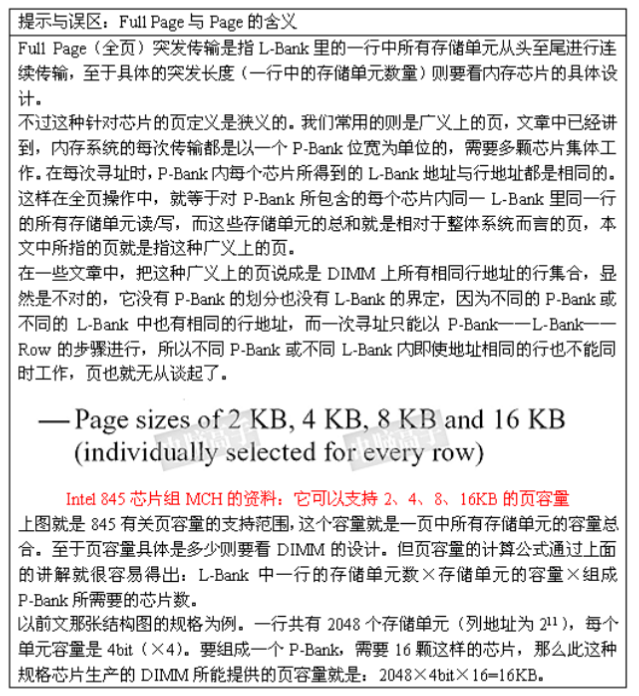 提示与误区：Full Page 与 Page 的含义
Full Page（全页）突发传输是指 L-Bank 里的一行中所有存储单元从头至尾进行连
续传输，至于具体的突发长度（一行中的存储单元数量）则要看内存芯片的具体设
计。
不过这种针对芯片的页定义是狭义的。我们常用的则是广义上的页，文章中已经讲
到，内存系统的每次传输都是以一个 P-Bank 位宽为单位的，需要多颗芯片集体工
作。在每次寻址时，P-Bank 内每个芯片所得到的 L-Bank 地址与行地址都是相同的。
这样在全页操作中，就等于对 P-Bank 所包含的每个芯片内同一 L-Bank 里同一行
的所有存储单元读/写，而这些存储单元的总和就是相对于整体系统而言的页，本
文中所指的页就是指这种广义上的页。
在一些文章中，把这种广义上的页说成是 DIMM 上所有相同行地址的行集合，显
然是不对的，它没有 P-Bank 的划分也没有 L-Bank 的界定，因为不同的 P-Bank 或
不同的 L-Bank 中也有相同的行地址，而一次寻址只能以 P-Bank——L-Bank——
Row 的步骤进行，所以不同 P-Bank 或不同 L-Bank 内即使地址相同的行也不能同
时工作，页也就无从谈起了。
— Page sizes of 2 KB, 4 KB, 8 KB and 16 KB
(individually selected for every row)
Intel 845 芯片组 MCH 的资料：它可以支持 2、4、8、16KB 的页容量
上图就是 845 有关页容量的支持范围，这个容量就是一页中所有存储单元的容量总
合。至于页容量具体是多少则要看 DIMM 的设计。但页容量的计算公式通过上面
的讲解就很容易得出：L-Bank 中一行的存储单元数×存储单元的容量×组成
P-Bank 所需要的芯片数。
以前文那张结构图的规格为例。一行共有 2048 个存储单元（列地址为 2¹¹），每个
单元容量是 4bit（×4）。要组成一个 P-Bank，需要 16 颗这样的芯片，那么此这种
规格芯片生产的 DIMM 所能提供的页容量就是：2048×4bit×16=16KB。